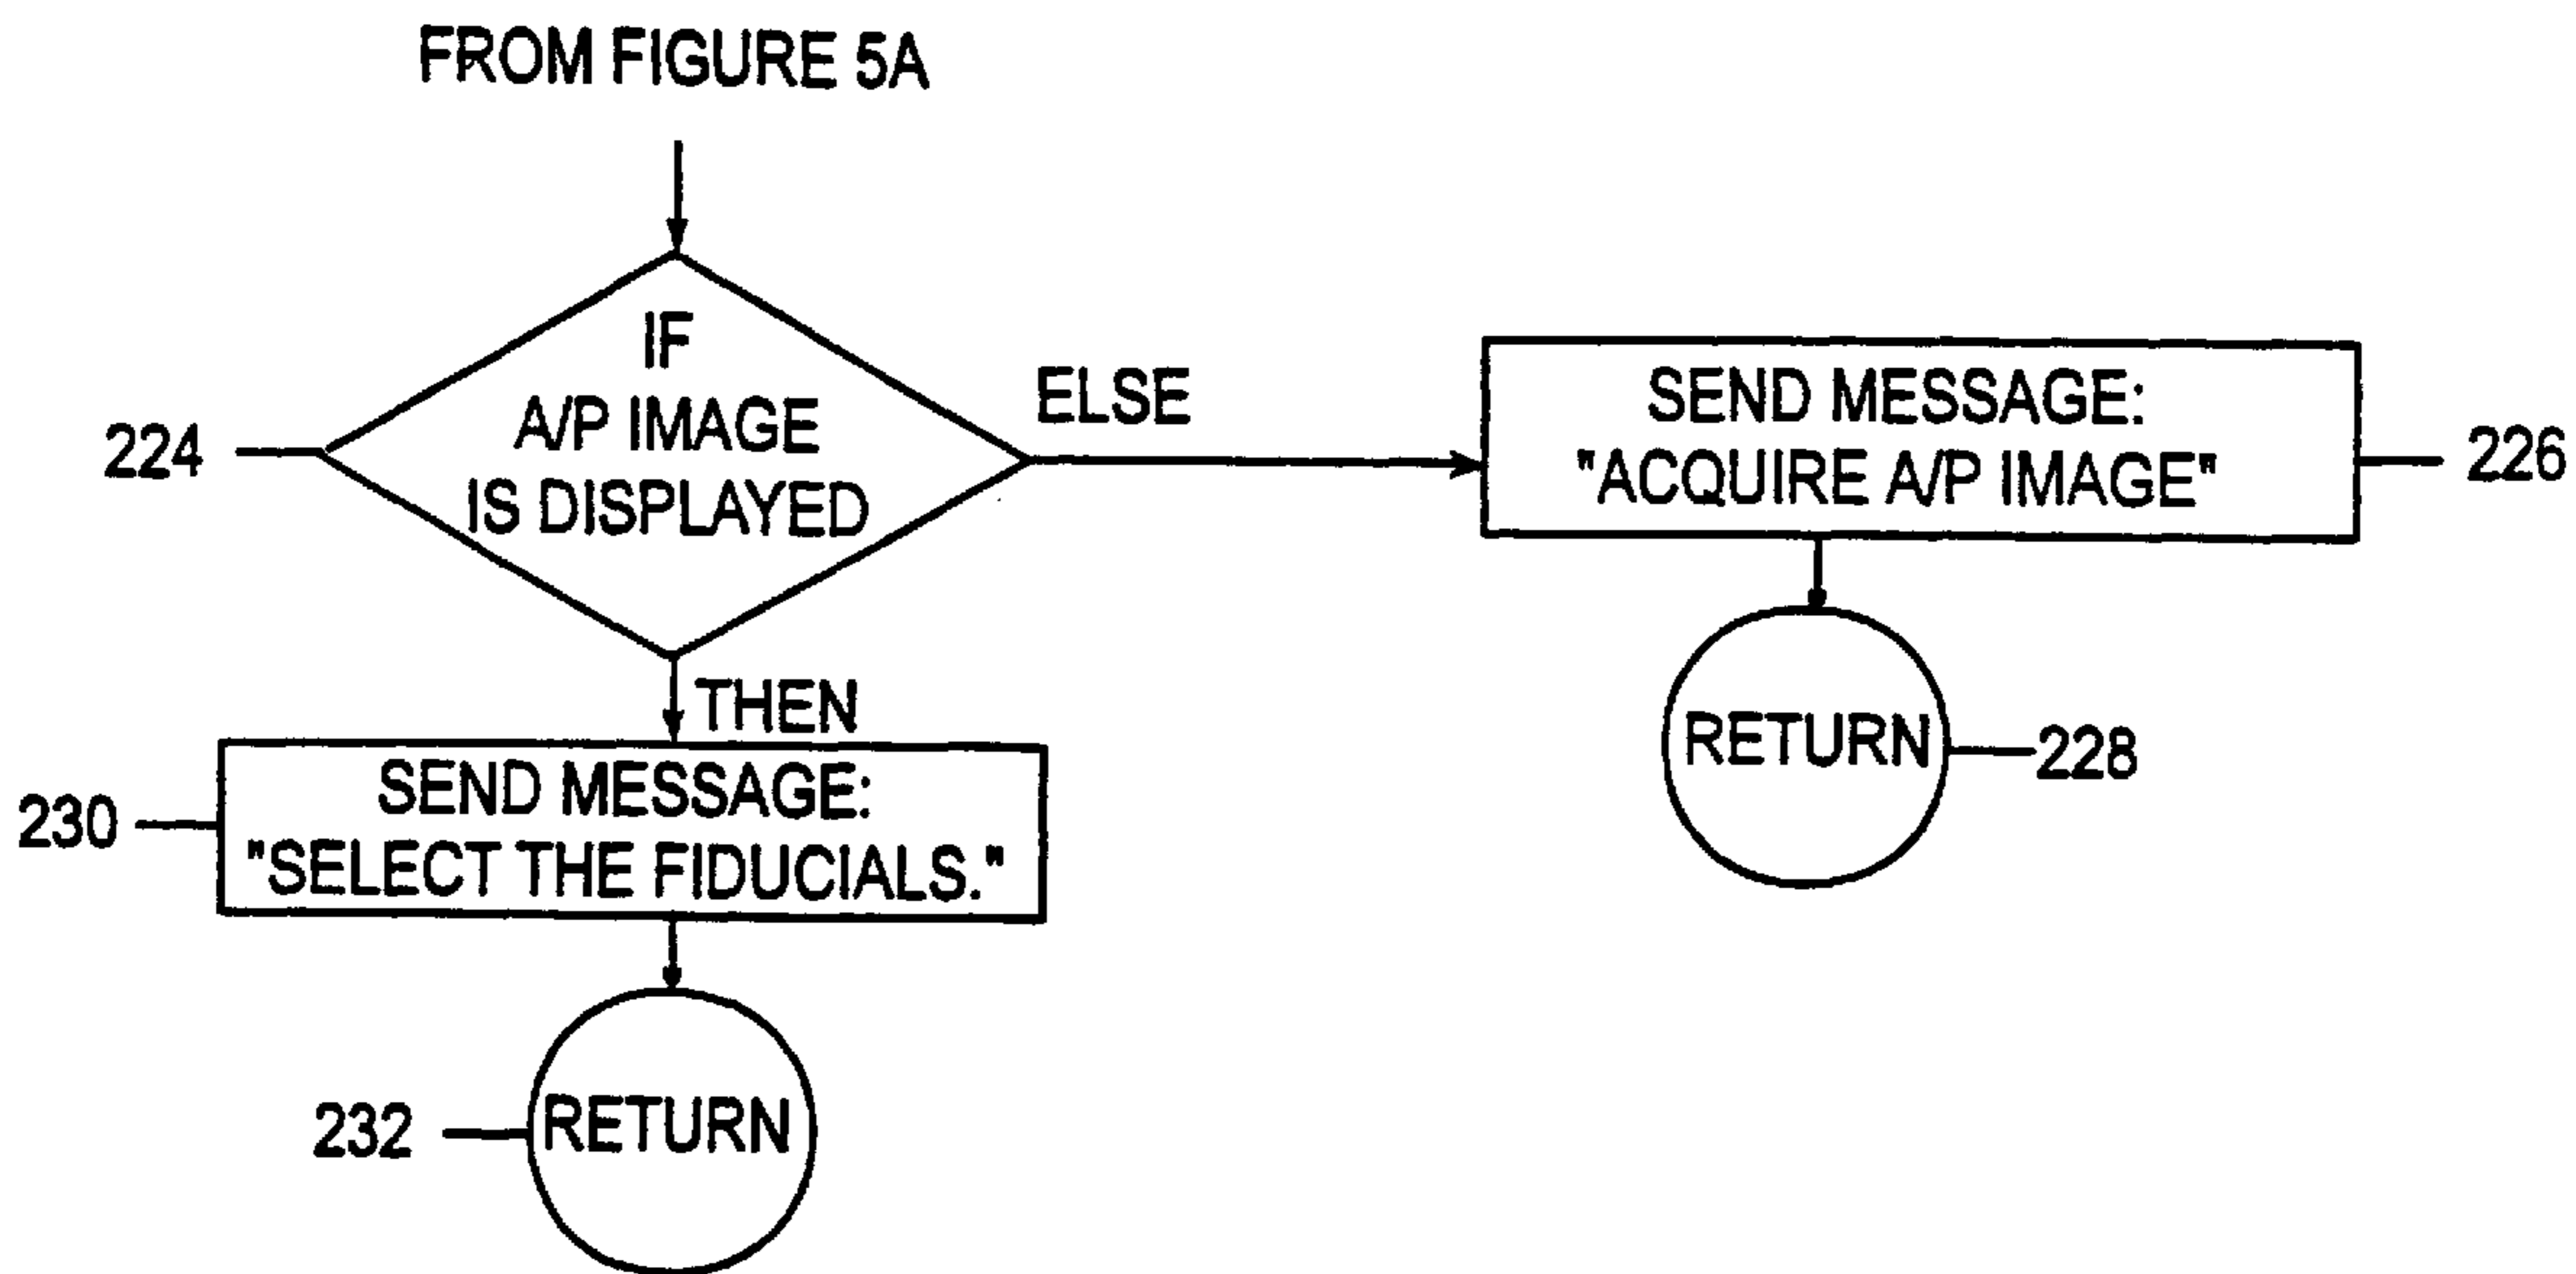 FROM FIGURE 5A
IF
A/P IMAGE
IS DISPLAYED
224
ELSE
SEND MESSAGE:
"ACQUIRE A/P IMAGE"
226
RETURN
228
THEN
SEND MESSAGE:
"SELECT THE FIDUCIALS."
230
RETURN
232